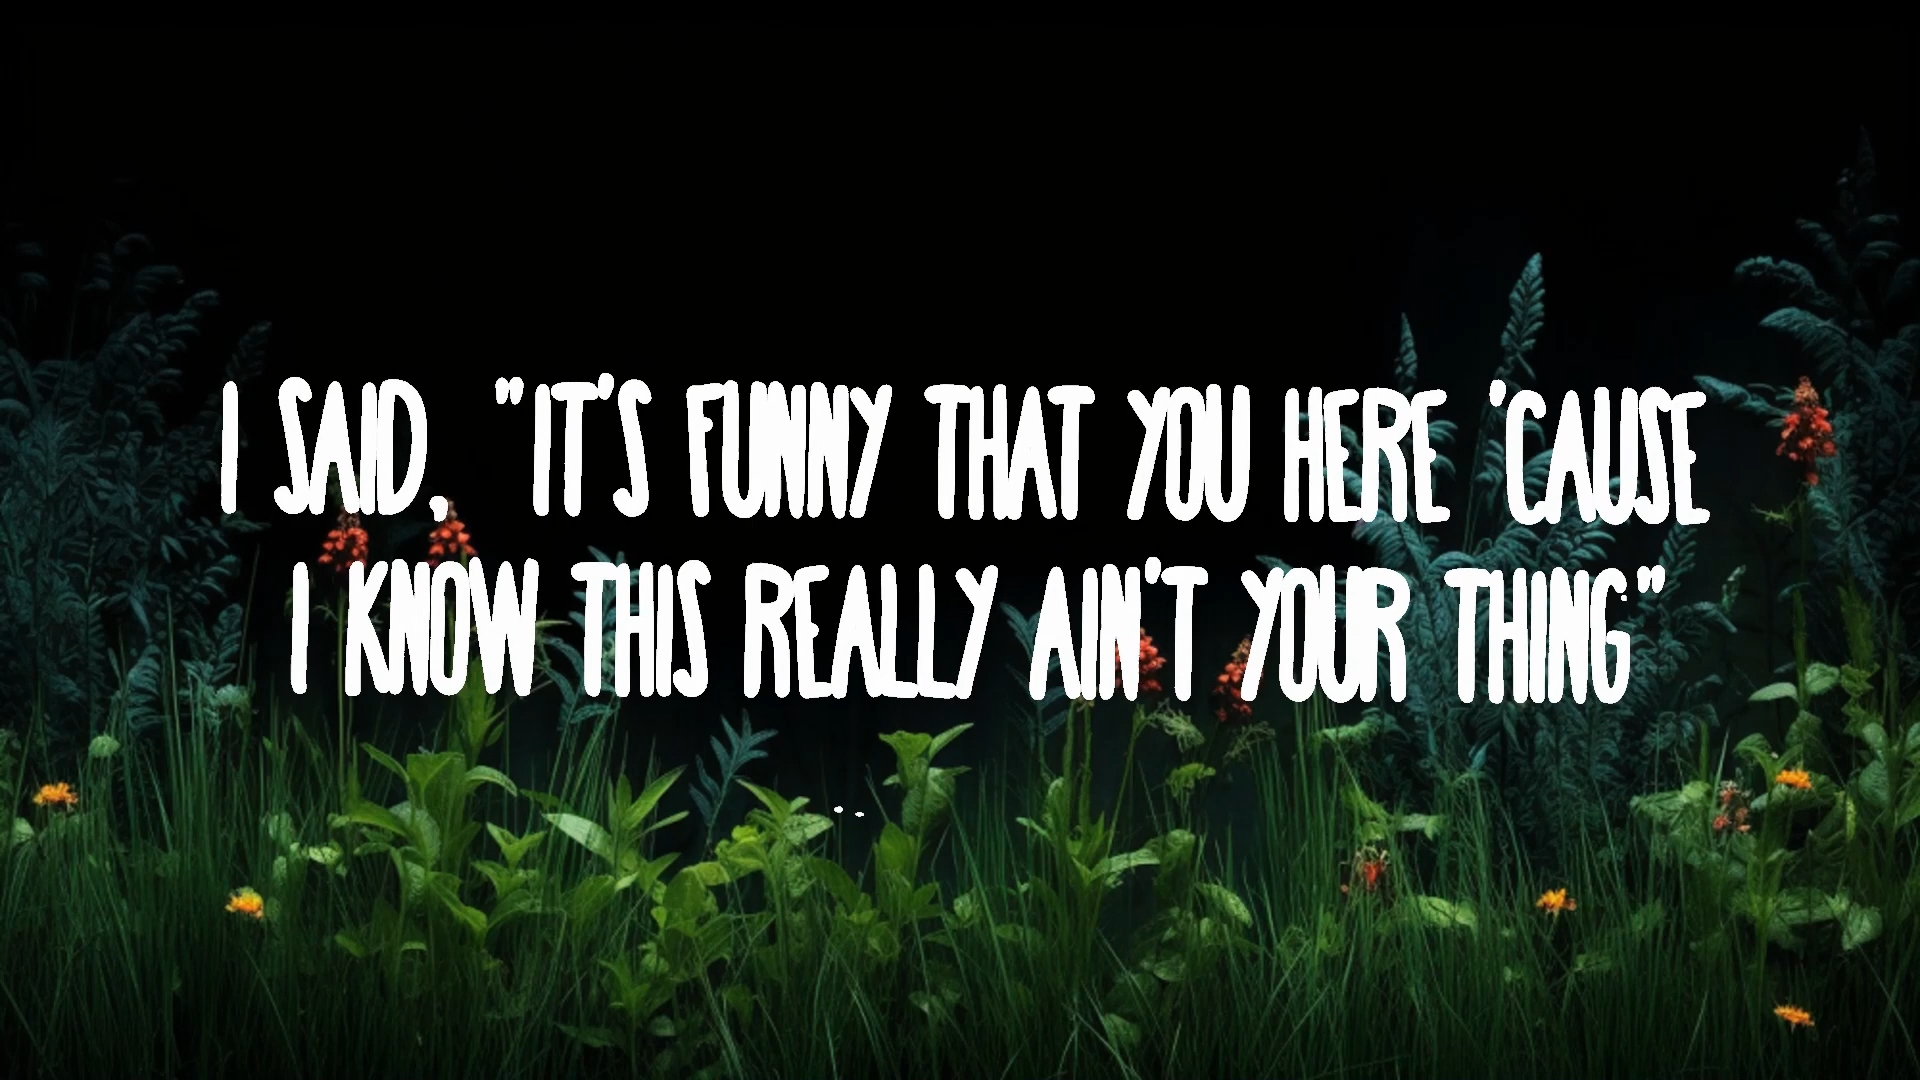 I SAID, "IT'S FUNNY THAT YOU HERE 'CAUSE
I KNOW THIS REALLY AIN'T YOUR THING"